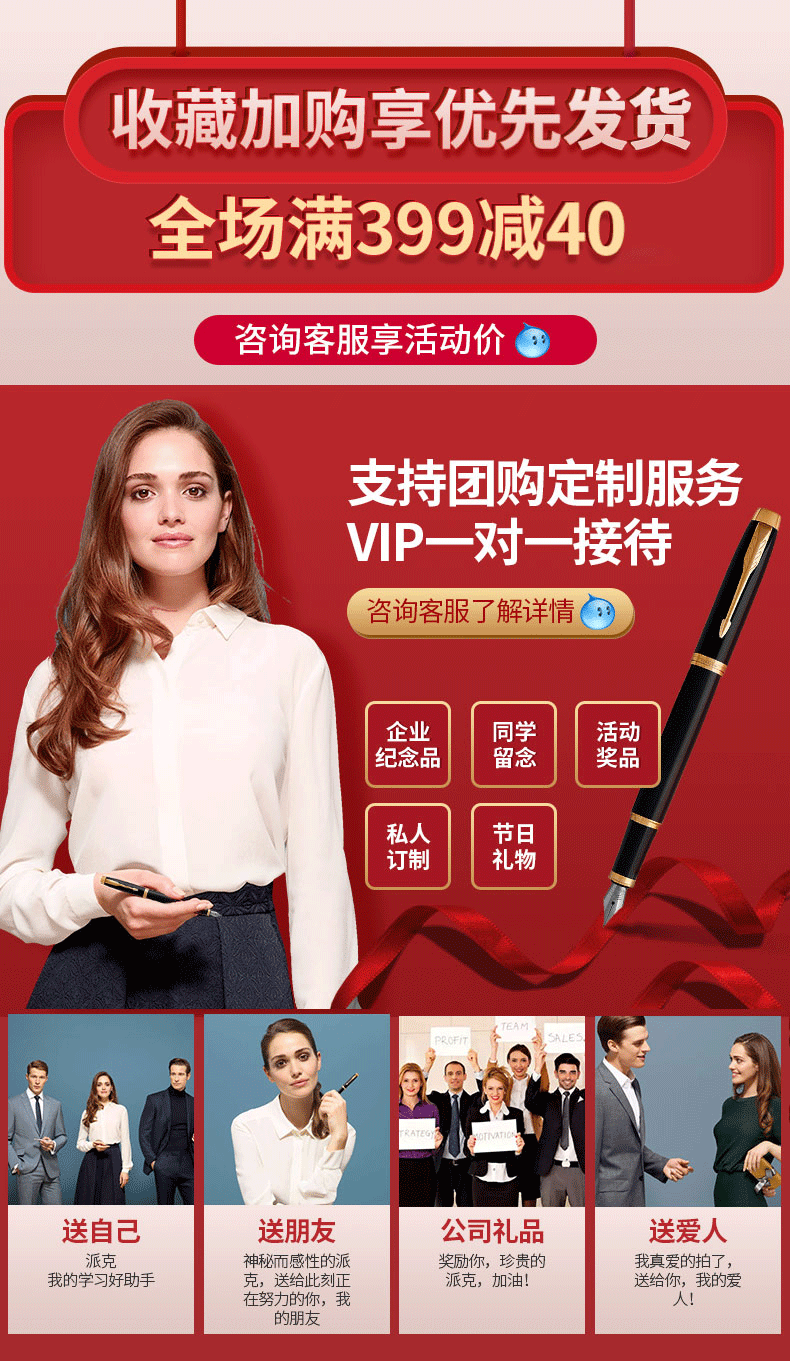 收藏加购享优先发货
全场满399减40
咨询客服享活动价
支持团购定制服务
VIP一对一接待
咨询客服了解详情
企业
纪念品
同学
留念
活动
奖品
私人
订制
节日
礼物
PROFIT
TEAM
SALES
STRATEGY
MOTIVATION
送自己
派克
我的学习好助手
送朋友
神秘而感性的派
克，送给此刻正
在努力的你，我
的朋友
公司礼品
奖励你，珍贵的
派克，加油！
送爱人
我真爱的拍了，
送给你，我的爱
人！